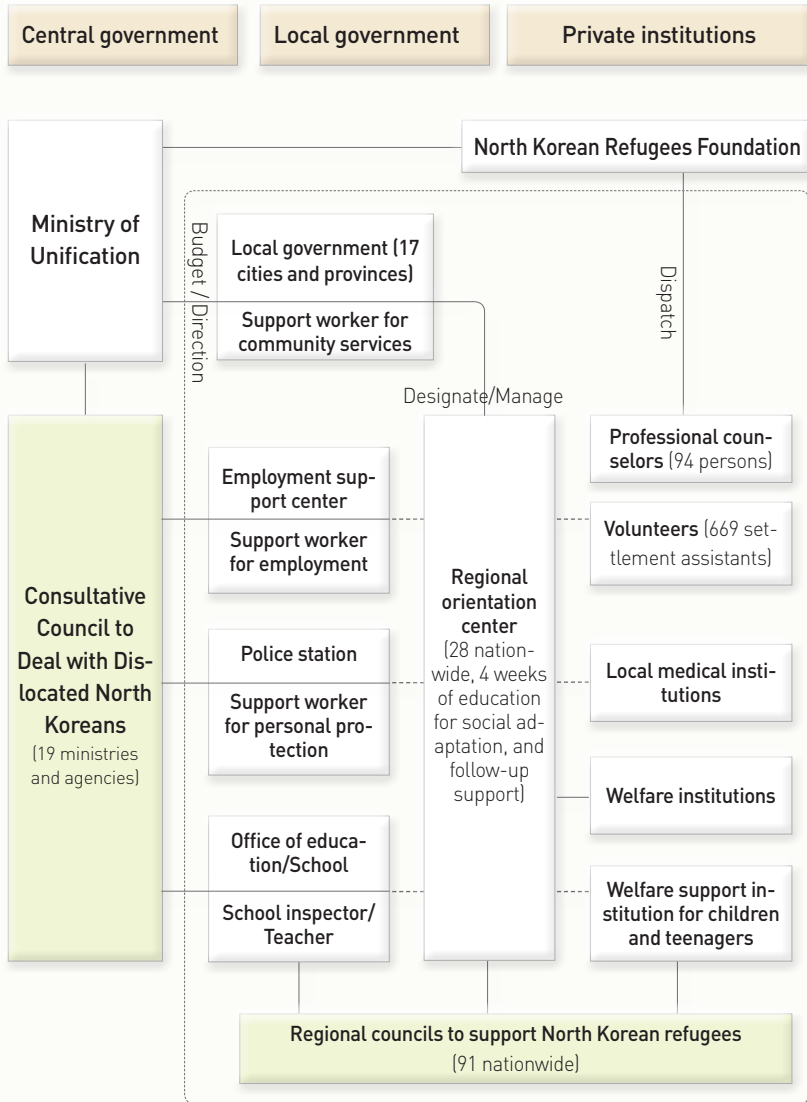 Central government
Local government
Private institutions
Ministry of
Unification
North Korean Refugees Foundation
Budget / Direction
Local government (17
cities and provinces)
Support worker for
community services
Dispatch
Designate/Manage
Consultative
Council to
Deal with Dis-
located North
Koreans
(19 ministries
and agencies)
Employment sup-
port center
Support worker
for employment
Police station
Support worker
for personal pro-
tection
Office of educa-
tion/School
School inspector/
Teacher
Regional
orientation
center
(28 nation-
wide, 4 weeks
of education
for social ad-
aptation, and
follow-up
support)
Professional coun-
selors (94 persons)
Volunteers (669 set-
tlement assistants)
Local medical insti-
tutions
Welfare institutions
Welfare support in-
stitution for children
and teenagers
Regional councils to support North Korean refugees
(91 nationwide)